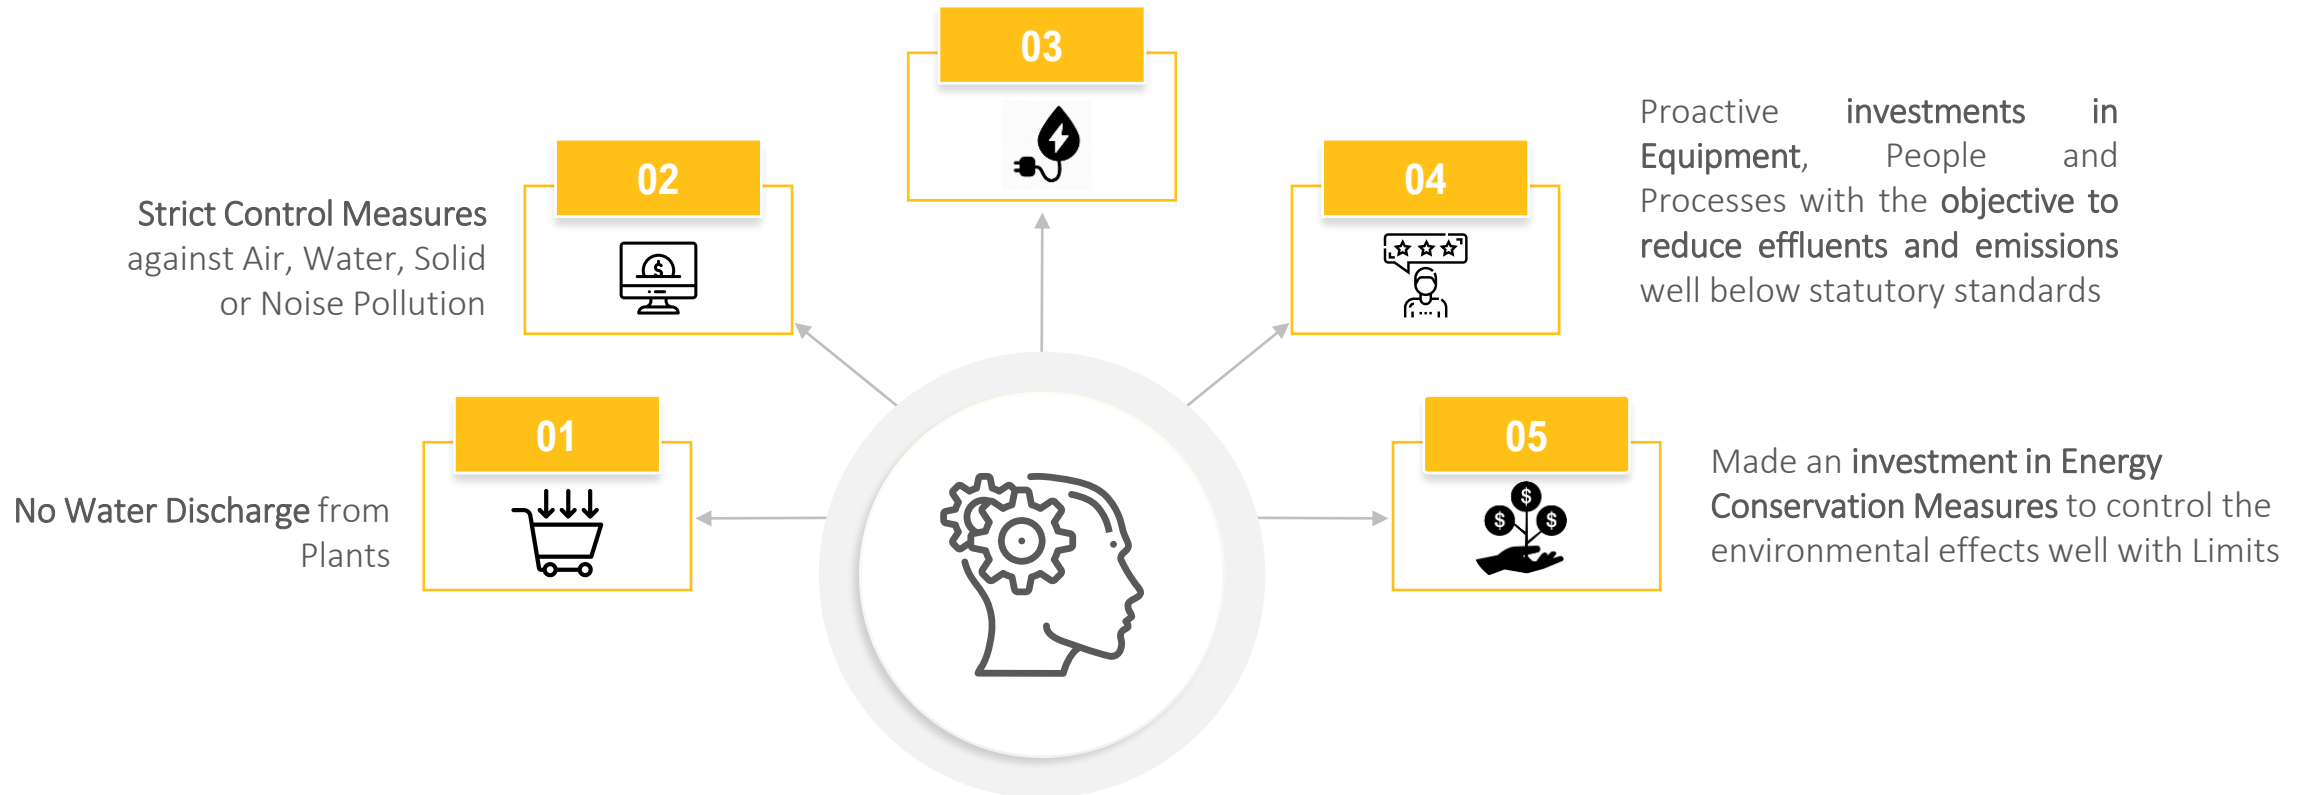 03
02
04
Strict Control Measures
against Air, Water, Solid
or Noise Pollution
Proactive investments in
Equipment, People and
Processes with the objective to
reduce effluents and emissions
well below statutory standards
01
05
No Water Discharge from
Plants
Made an investment in Energy
Conservation Measures to control the
environmental effects well with Limits
$
$
$
$